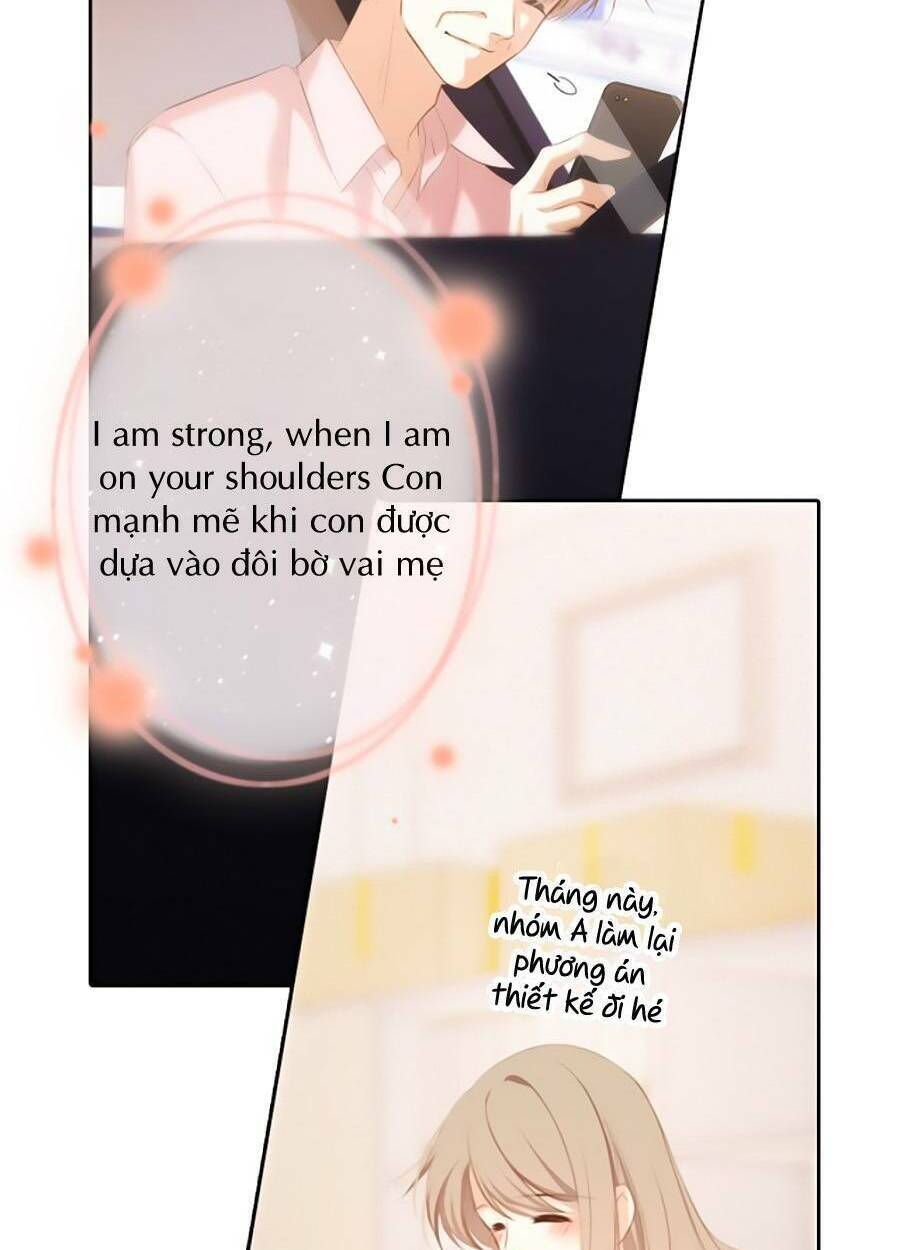 I am strong, when I am
on your shoulders Con
mạnh mẽ khi con được
dựa vào đôi bờ vai mẹ
Tháng này,
nhóm A làm lại
phương án
thiết kế đi hé